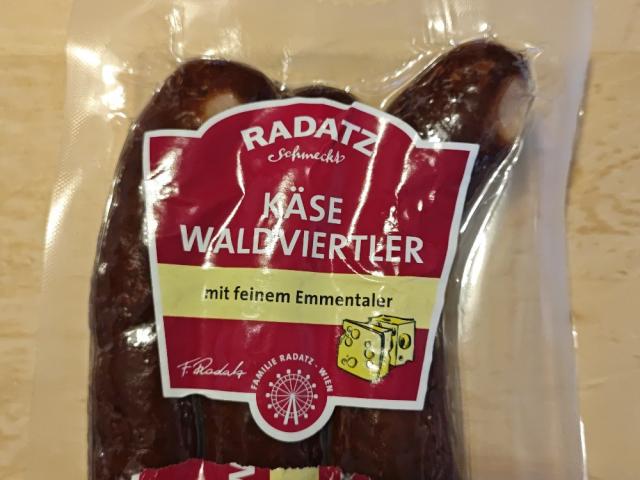 RADATZ
Schmeckt
KÄSE
WALDVIERTLER
mit feinem Emmentaler
F. Radatz
FAMILIE RADATZ - WIEN